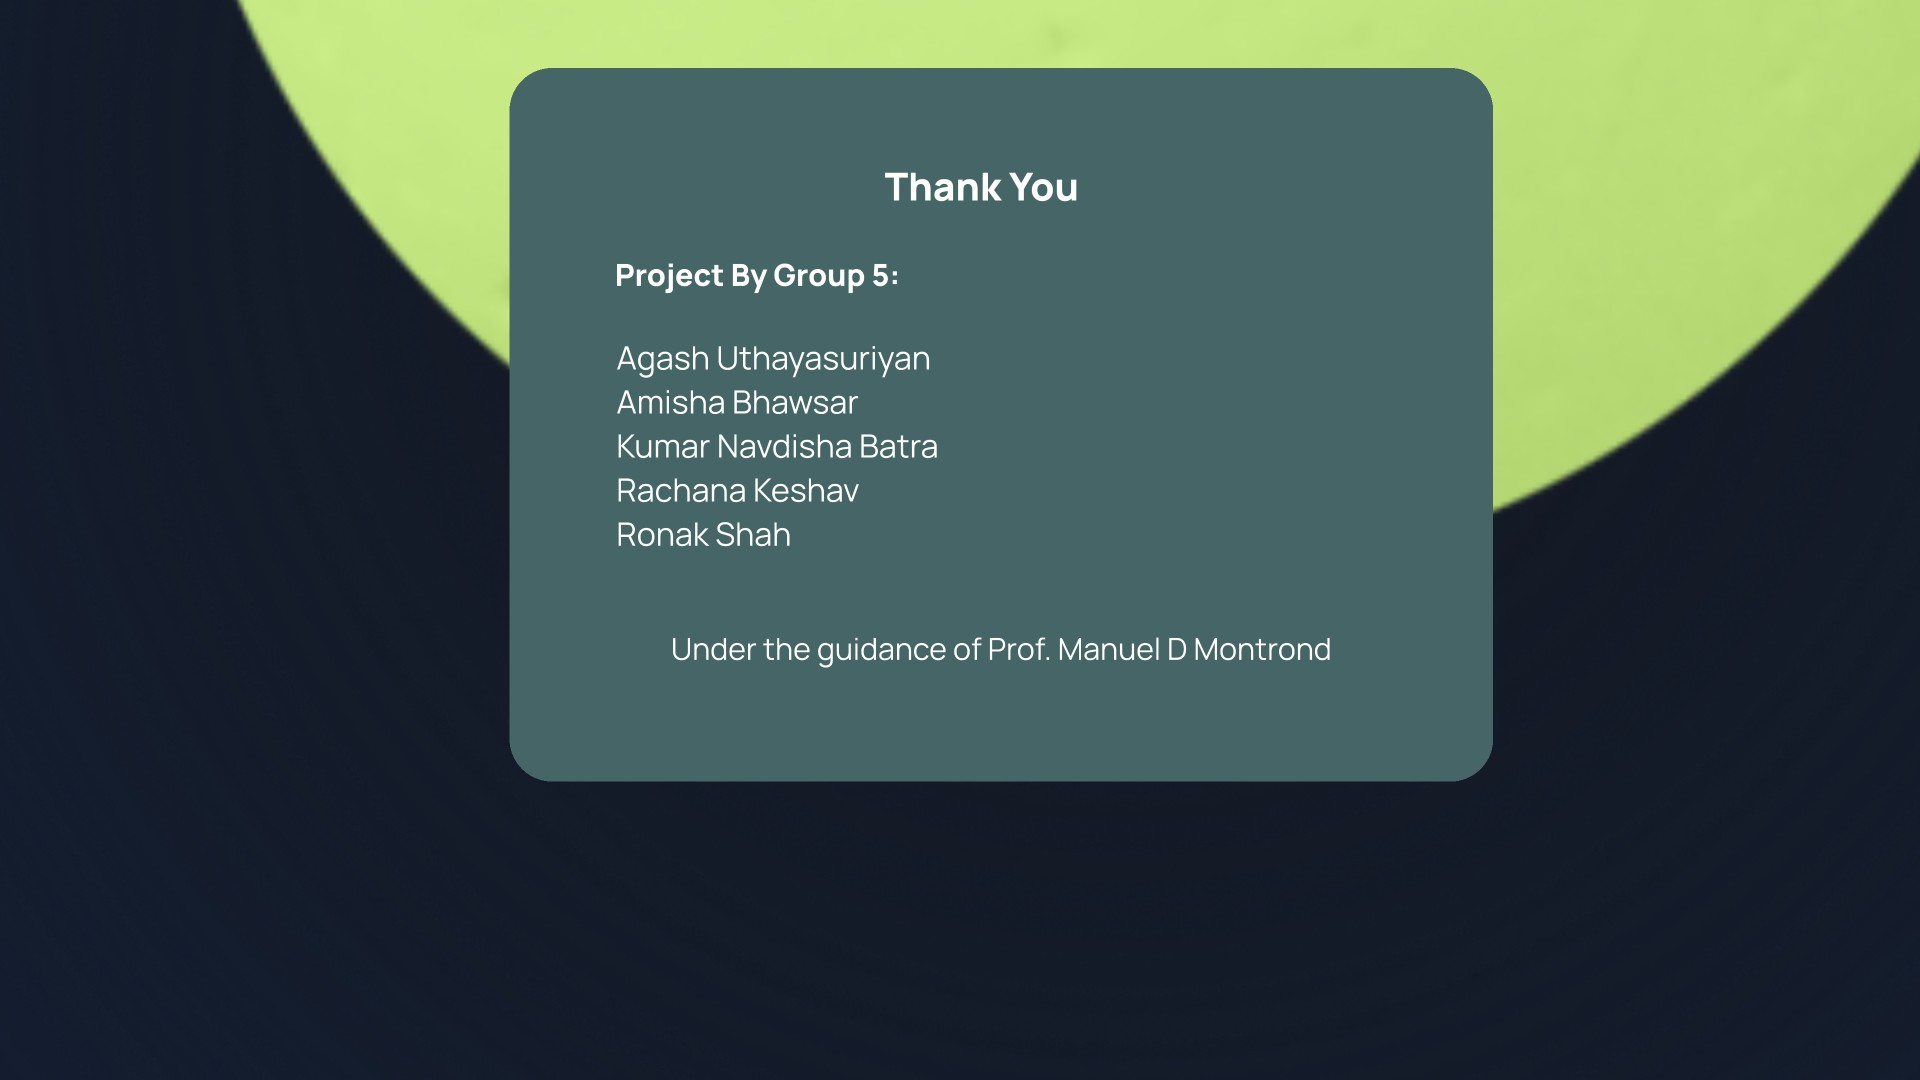 Thank You
Project By Group 5:
Agash Uthayasuriyan
Amisha Bhawsar
Kumar Navdisha Batra
Rachana Keshav
Ronak Shah
Under the guidance of Prof. Manuel D Montrond